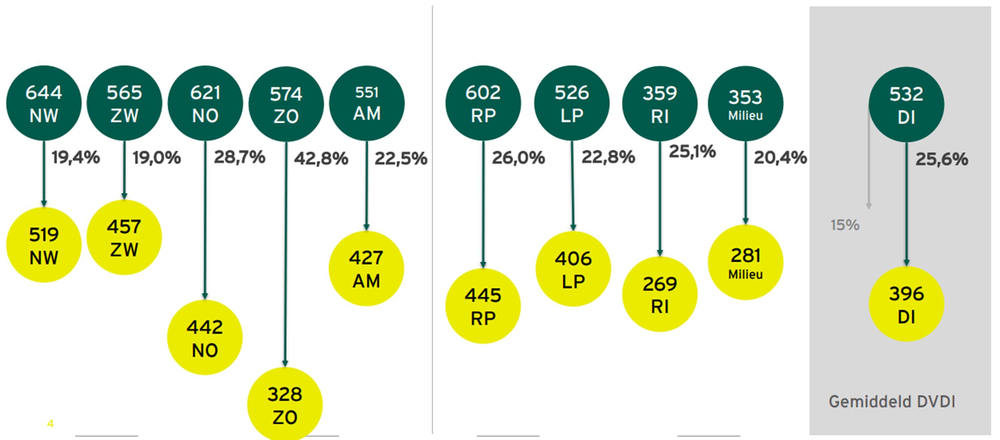 644
NW
565
ZW
621
NO
574
ZO
551
AM
602
RP
526
LP
359
RI
353
Milieu
532
DI
19,4%
19,0%
28,7%
42,8%
22,5%
26,0%
22,8%
25,1%
20,4%
25,6%
15%
519
NW
457
ZW
442
NO
328
ZO
427
AM
445
RP
406
LP
269
RI
281
Milieu
396
DI
Gemiddeld DVDI
4